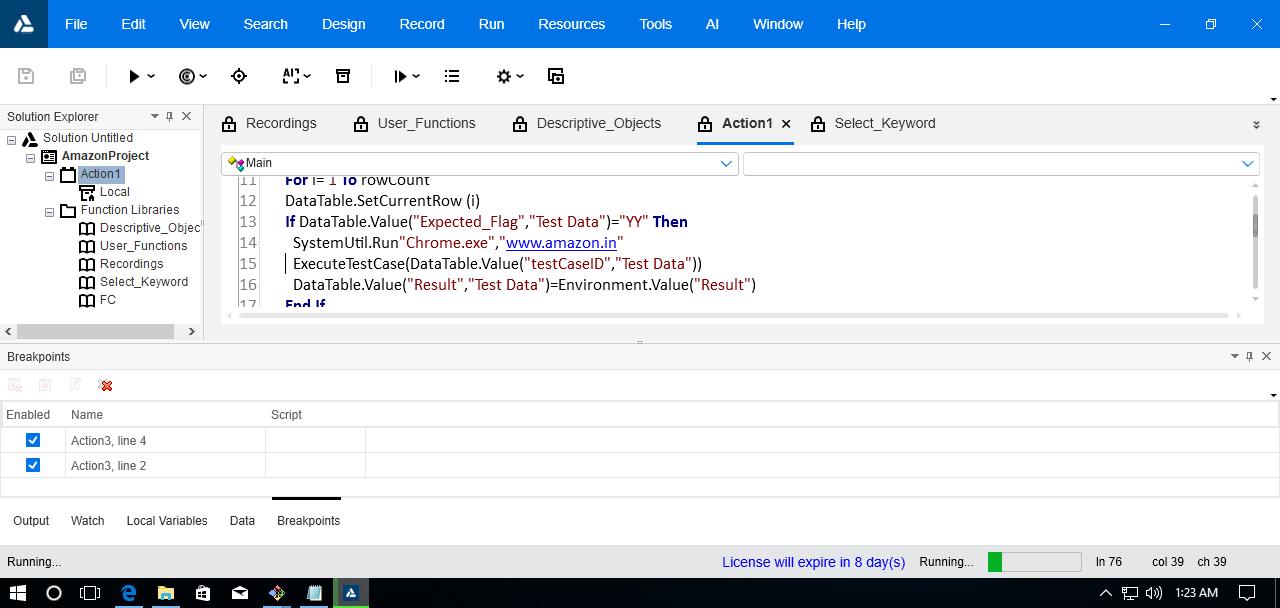 File Edit View Search Design Record Run Resources Tools AI Window Help
Solution Explorer
Solution Untitled
AmazonProject
Action1
Local
Function Libraries
Descriptive_Objec
User_Functions
Recordings
Select_Keyword
FC
Recordings User_Functions Descriptive_Objects Action1 Select_Keyword
Main
11 For i= 1 To rowCount
12 DataTable.SetCurrentRow (i)
13 If DataTable.Value("Expected_Flag","Test Data")="YY" Then
14 SystemUtil.Run"Chrome.exe","www.amazon.in"
15 ExecuteTestCase(DataTable.Value("testCaseID","Test Data"))
16 DataTable.Value("Result","Test Data")=Environment.Value("Result")
17 End If
Breakpoints
Enabled Name Script
Action3, line 4
Action3, line 2
Output Watch Local Variables Data Breakpoints
Running... License will expire in 8 day(s) Running... ln 76 col 39 ch 39
1:23 AM